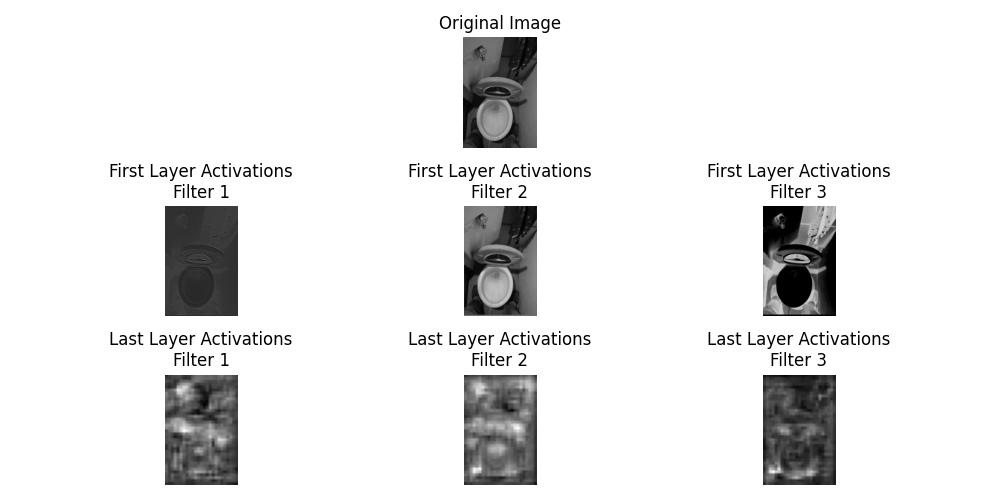 Original Image
First Layer Activations
Filter 1
First Layer Activations
Filter 2
First Layer Activations
Filter 3
Last Layer Activations
Filter 1
Last Layer Activations
Filter 2
Last Layer Activations
Filter 3